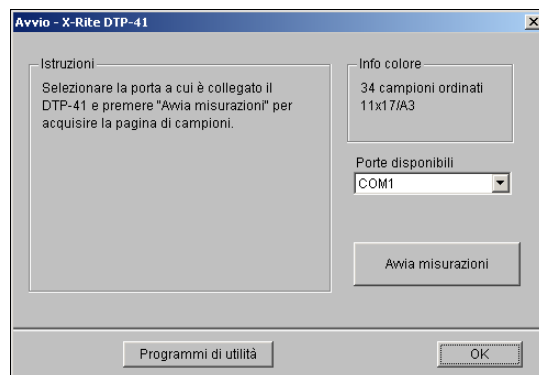 Avvio - X-Rite DTP-41
Istruzioni
Selezionare la porta a cui è collegato il
DTP-41 e premere "Avvia misurazioni" per
acquisire la pagina di campioni.
Info colore
34 campioni ordinati
11x17/A3
Porte disponibili
COM1
Avvia misurazioni
Programmi di utilità
OK